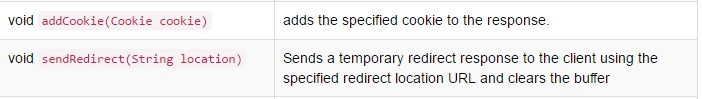 void addCookie(Cookie cookie) adds the specified cookie to the response.
void sendRedirect(String location) Sends a temporary redirect response to the client using the
specified redirect location URL and clears the buffer